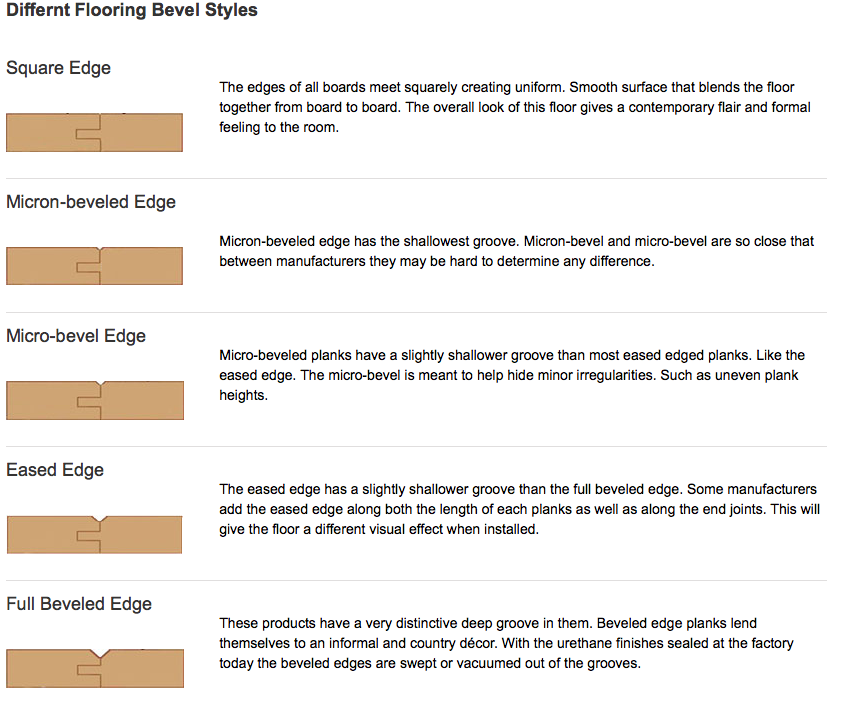 Differnt Flooring Bevel Styles
Square Edge
The edges of all boards meet squarely creating uniform. Smooth surface that blends the floor
together from board to board. The overall look of this floor gives a contemporary flair and formal
feeling to the room.
Micron-beveled Edge
Micron-beveled edge has the shallowest groove. Micron-bevel and micro-bevel are so close that
between manufacturers they may be hard to determine any difference.
Micro-bevel Edge
Micro-beveled planks have a slightly shallower groove than most eased edged planks. Like the
eased edge. The micro-bevel is meant to help hide minor irregularities. Such as uneven plank
heights.
Eased Edge
The eased edge has a slightly shallower groove than the full beveled edge. Some manufacturers
add the eased edge along both the length of each planks as well as along the end joints. This will
give the floor a different visual effect when installed.
Full Beveled Edge
These products have a very distinctive deep groove in them. Beveled edge planks lend
themselves to an informal and country décor. With the urethane finishes sealed at the factory
today the beveled edges are swept or vacuumed out of the grooves.